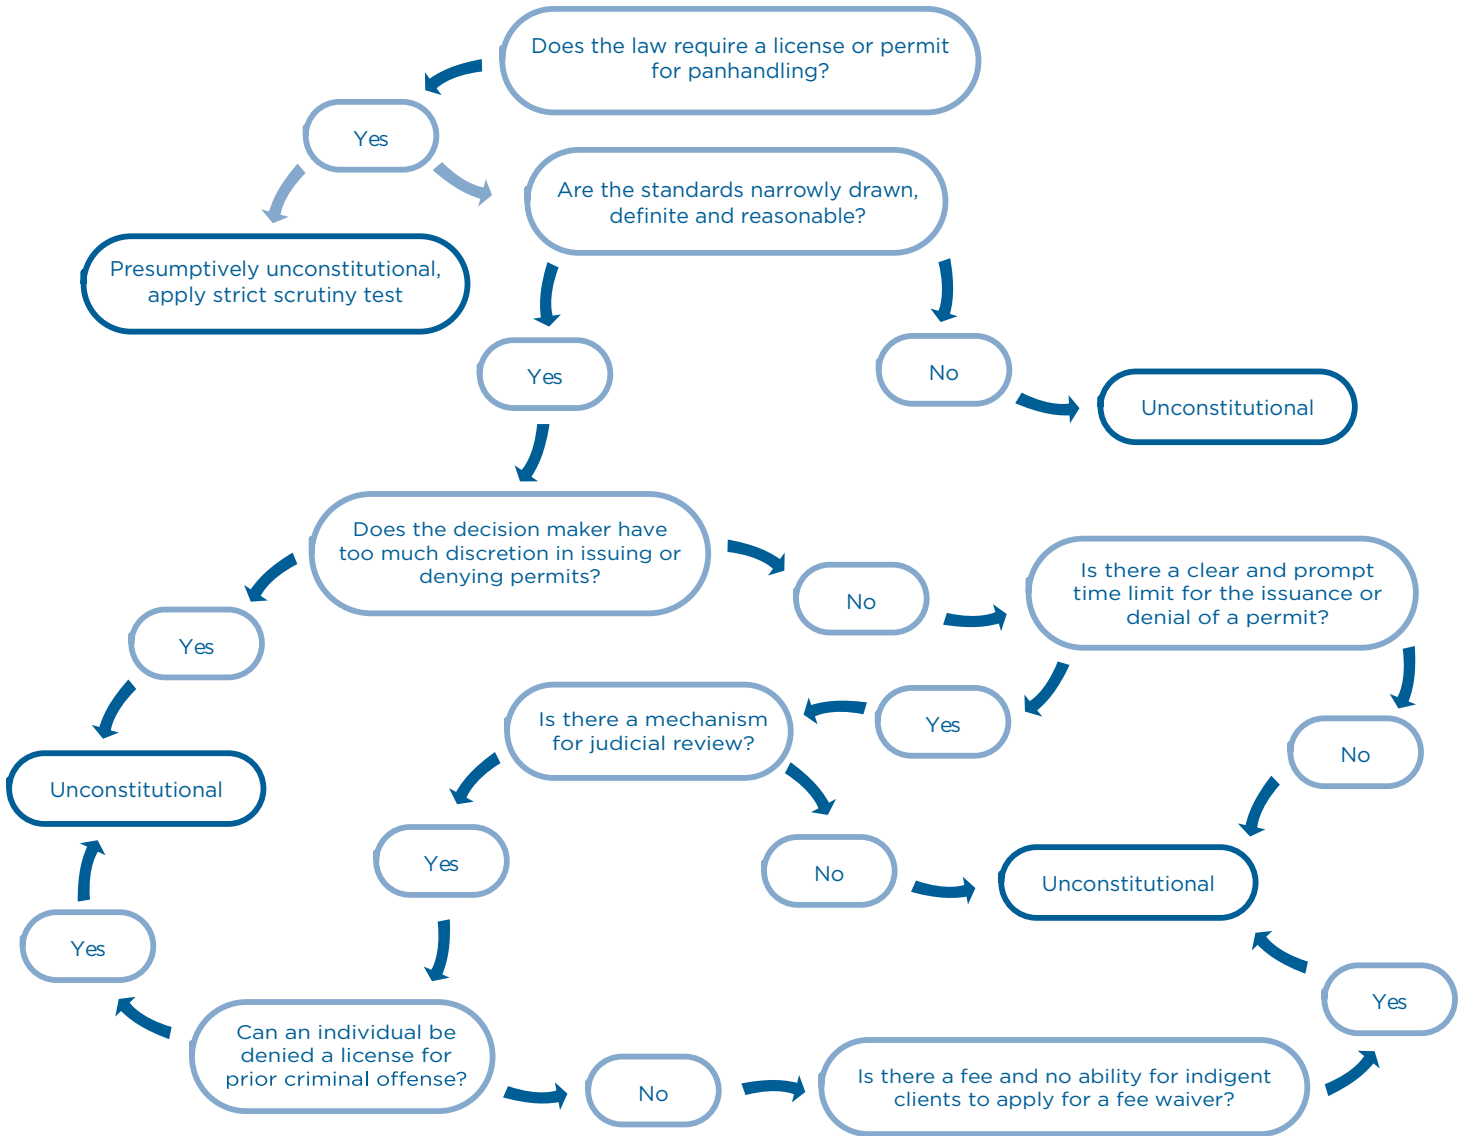 Does the law require a license or permit
for panhandling?
Yes
Are the standards narrowly drawn,
definite and reasonable?
Presumptively unconstitutional,
apply strict scrutiny test
Yes
No
Unconstitutional
Does the decision maker have
too much discretion in issuing or
denying permits?
No
Is there a clear and prompt
time limit for the issuance or
denial of a permit?
Yes
Is there a mechanism
for judicial review?
Yes
No
Unconstitutional
Yes
No
Unconstitutional
Yes
Yes
Can an individual be
denied a license for
prior criminal offense?
No
Is there a fee and no ability for indigent
clients to apply for a fee waiver?